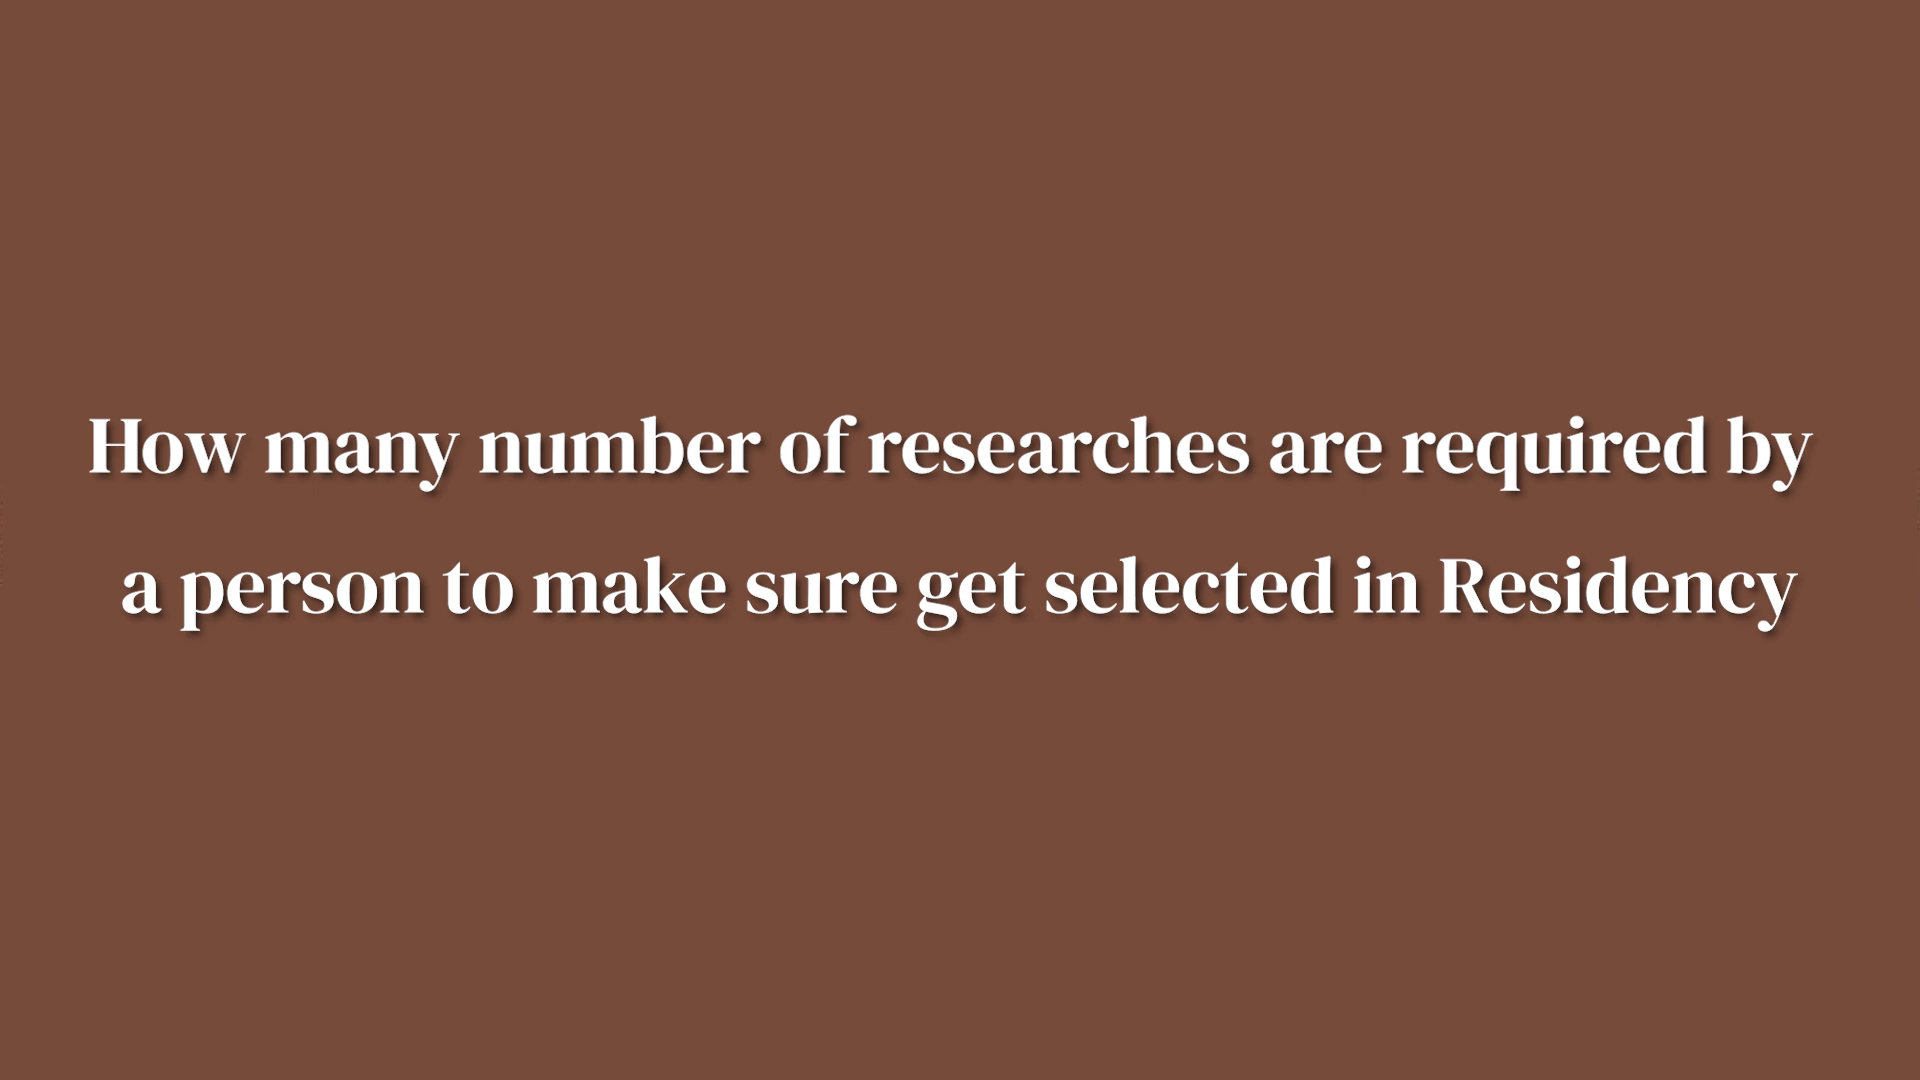 How many number of researches are required by
a person to make sure get selected in Residency